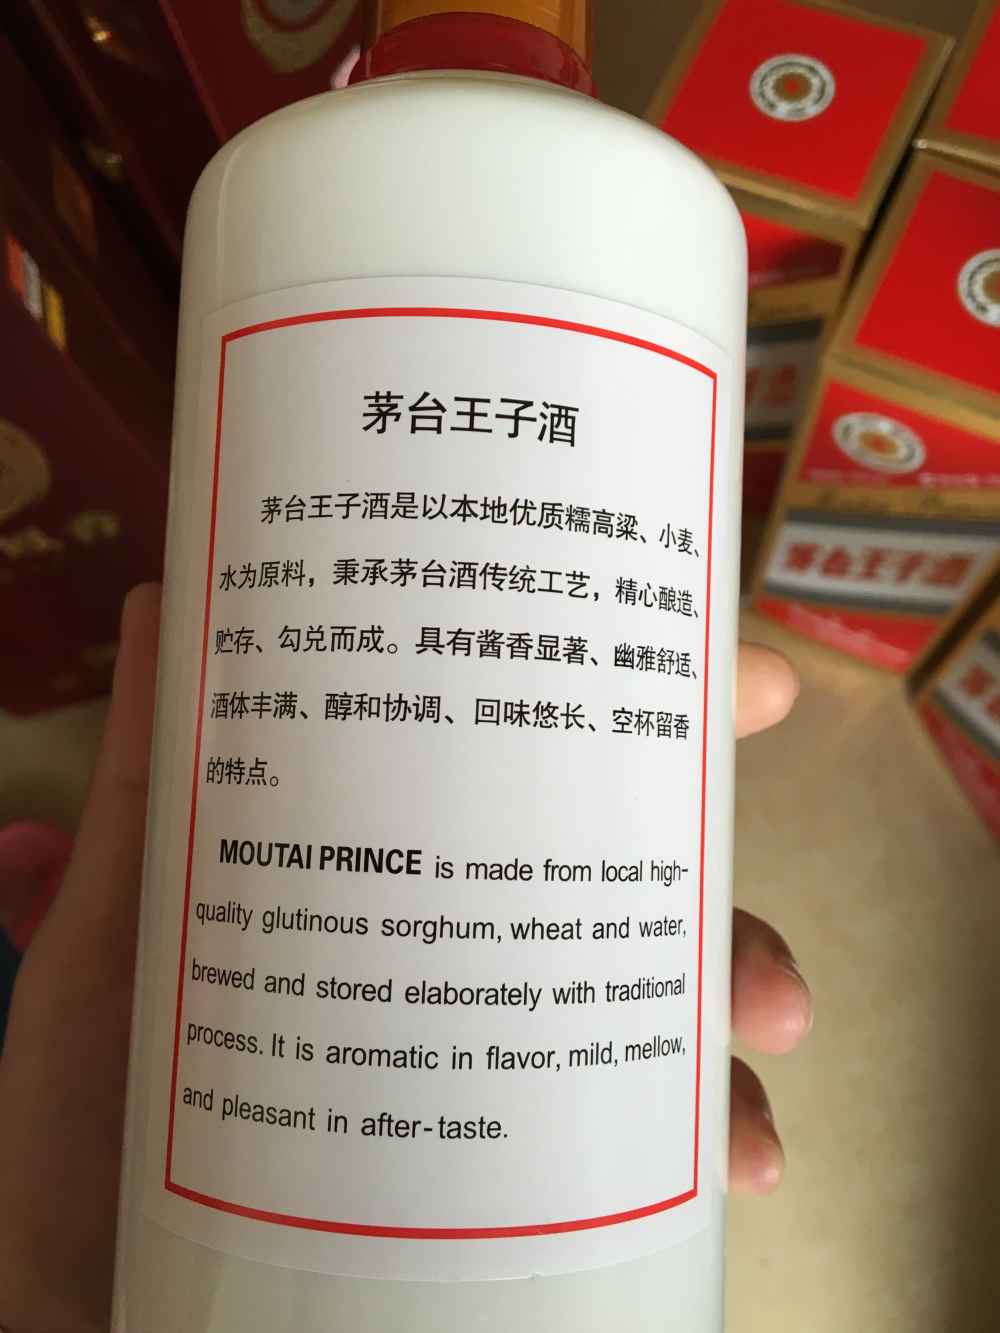 茅台王子酒
茅台王子酒是以本地优质糯高粱、小麦、
水为原料，秉承茅台酒传统工艺，精心酿造、
贮存、勾兑而成。具有酱香显著、幽雅舒适、
酒体丰满、醇和协调、回味悠长、空杯留香
的特点。
MOUTAI PRINCE is made from local high-
quality glutinous sorghum, wheat and water,
brewed and stored elaborately with traditional
process. It is aromatic in flavor, mild, mellow,
and pleasant in after-taste.
茅台王子酒